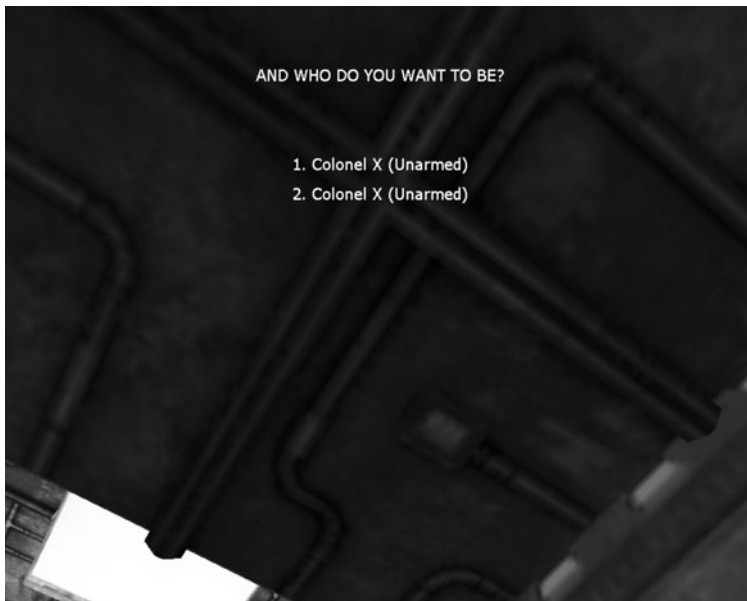 AND WHO DO YOU WANT TO BE?
1. Colonel X (Unarmed)
2. Colonel X (Unarmed)